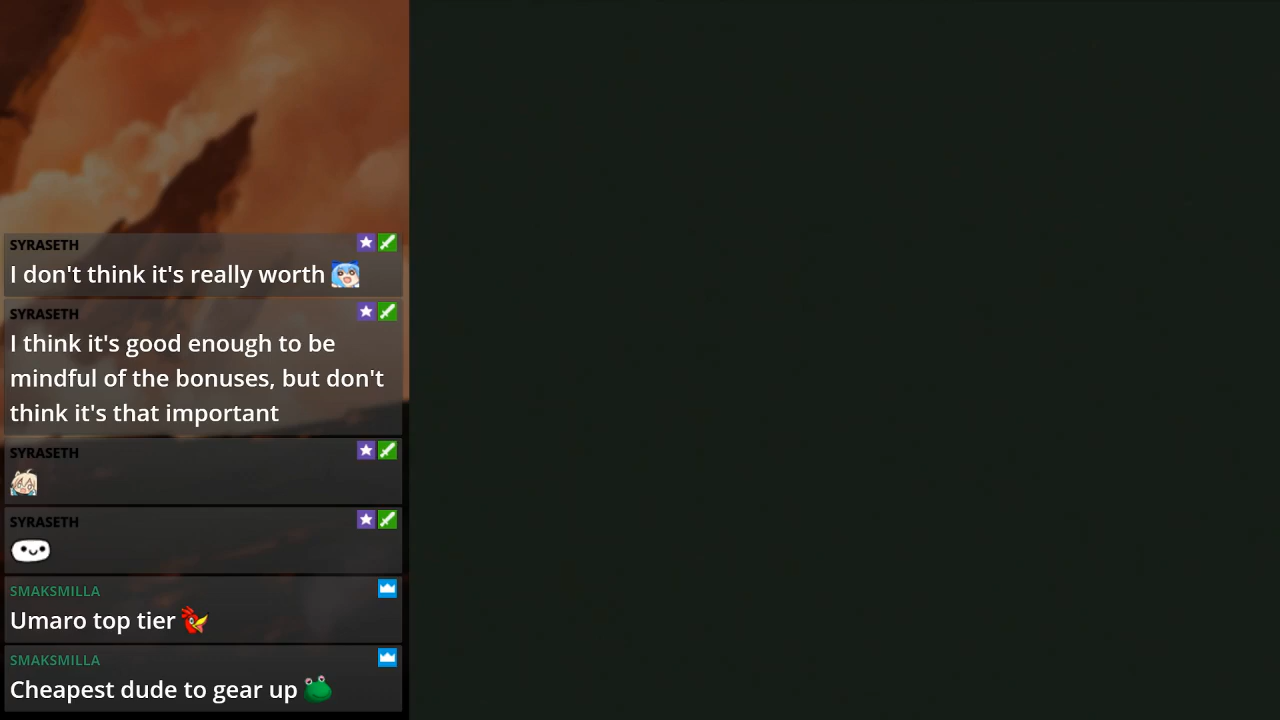 SYRASETH
I don't think it's really worth
SYRASETH
I think it's good enough to be
mindful of the bonuses, but don't
think it's that important
SYRASETH
SYRASETH
SMAKSMILLA
Umaro top tier
SMAKSMILLA
Cheapest dude to gear up